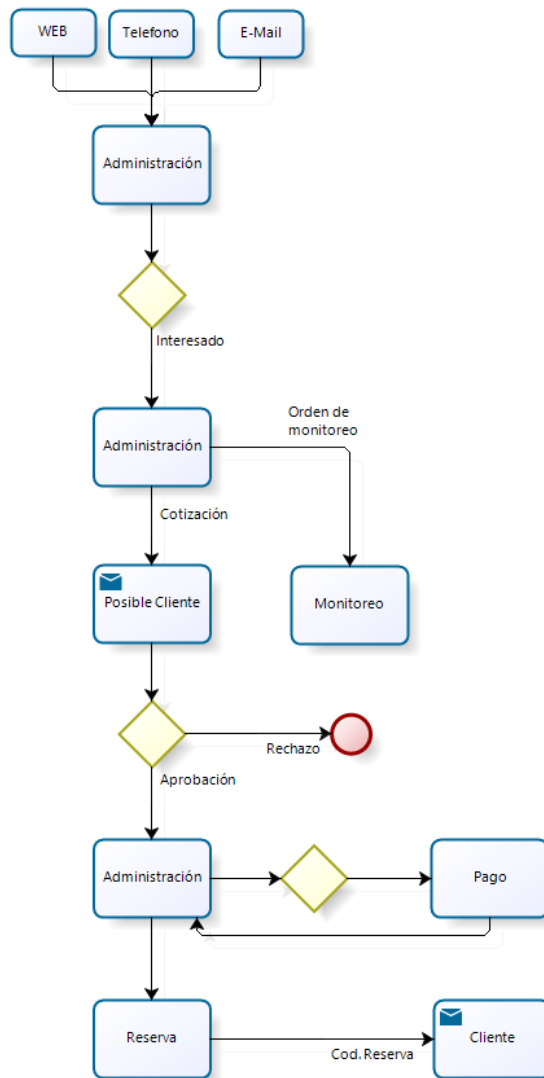 WEB
Telefono
E-Mail
Administración
Interesado
Orden de
monitoreo
Administración
Cotización
Posible Cliente
Monitoreo
Rechazo
Aprobación
Administración
Pago
Reserva
Cod. Reserva
Cliente